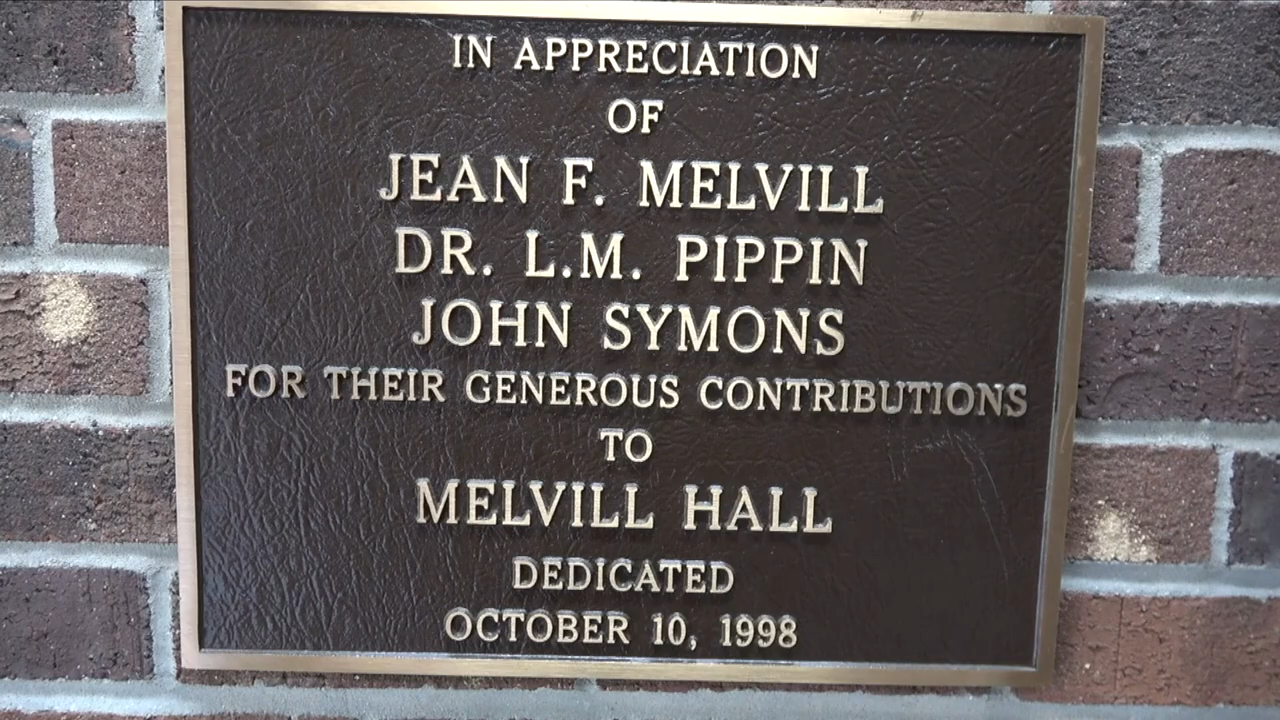 IN APPRECIATION
OF
JEAN F. MELVILL
DR. L.M. PIPPIN
JOHN SYMONS
FOR THEIR GENEROUS CONTRIBUTIONS
TO
MELVILL HALL
DEDICATED
OCTOBER 10, 1998